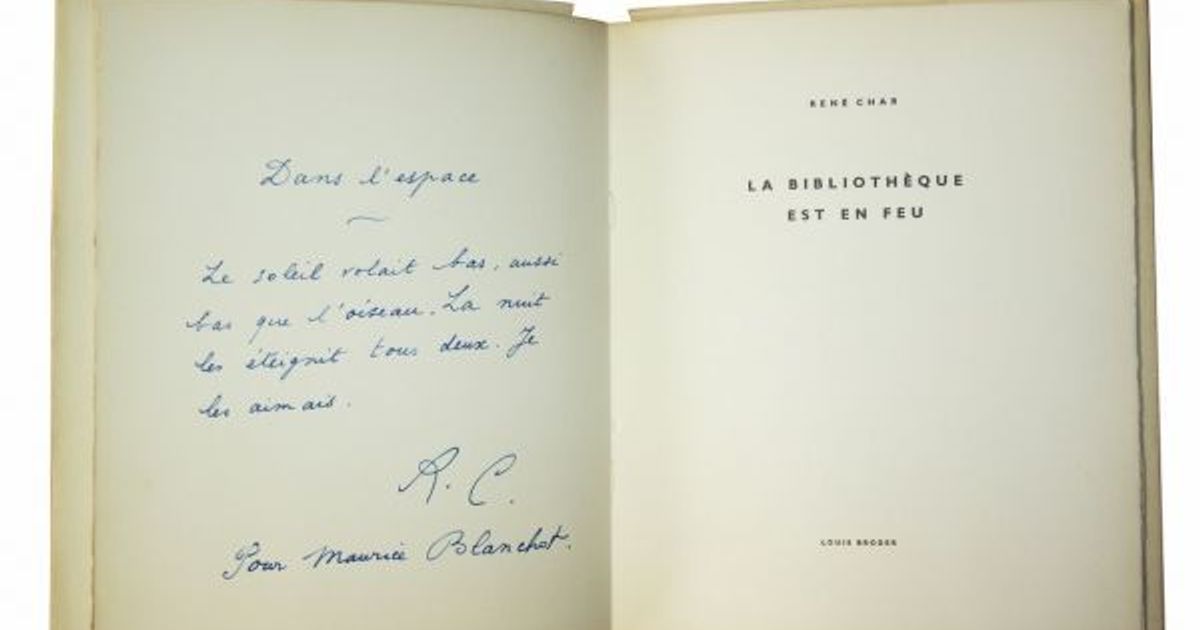 Dans l'espace
Le soleil volait bas, aussi
bas que l'oiseau. La nuit
les éteignit tous deux. Je
les aimais.
R. C.
Pour Maurice Blanchot.
RENÉ CHAR
LA BIBLIOTHÈQUE
EST EN FEU
LOUIS BRODER